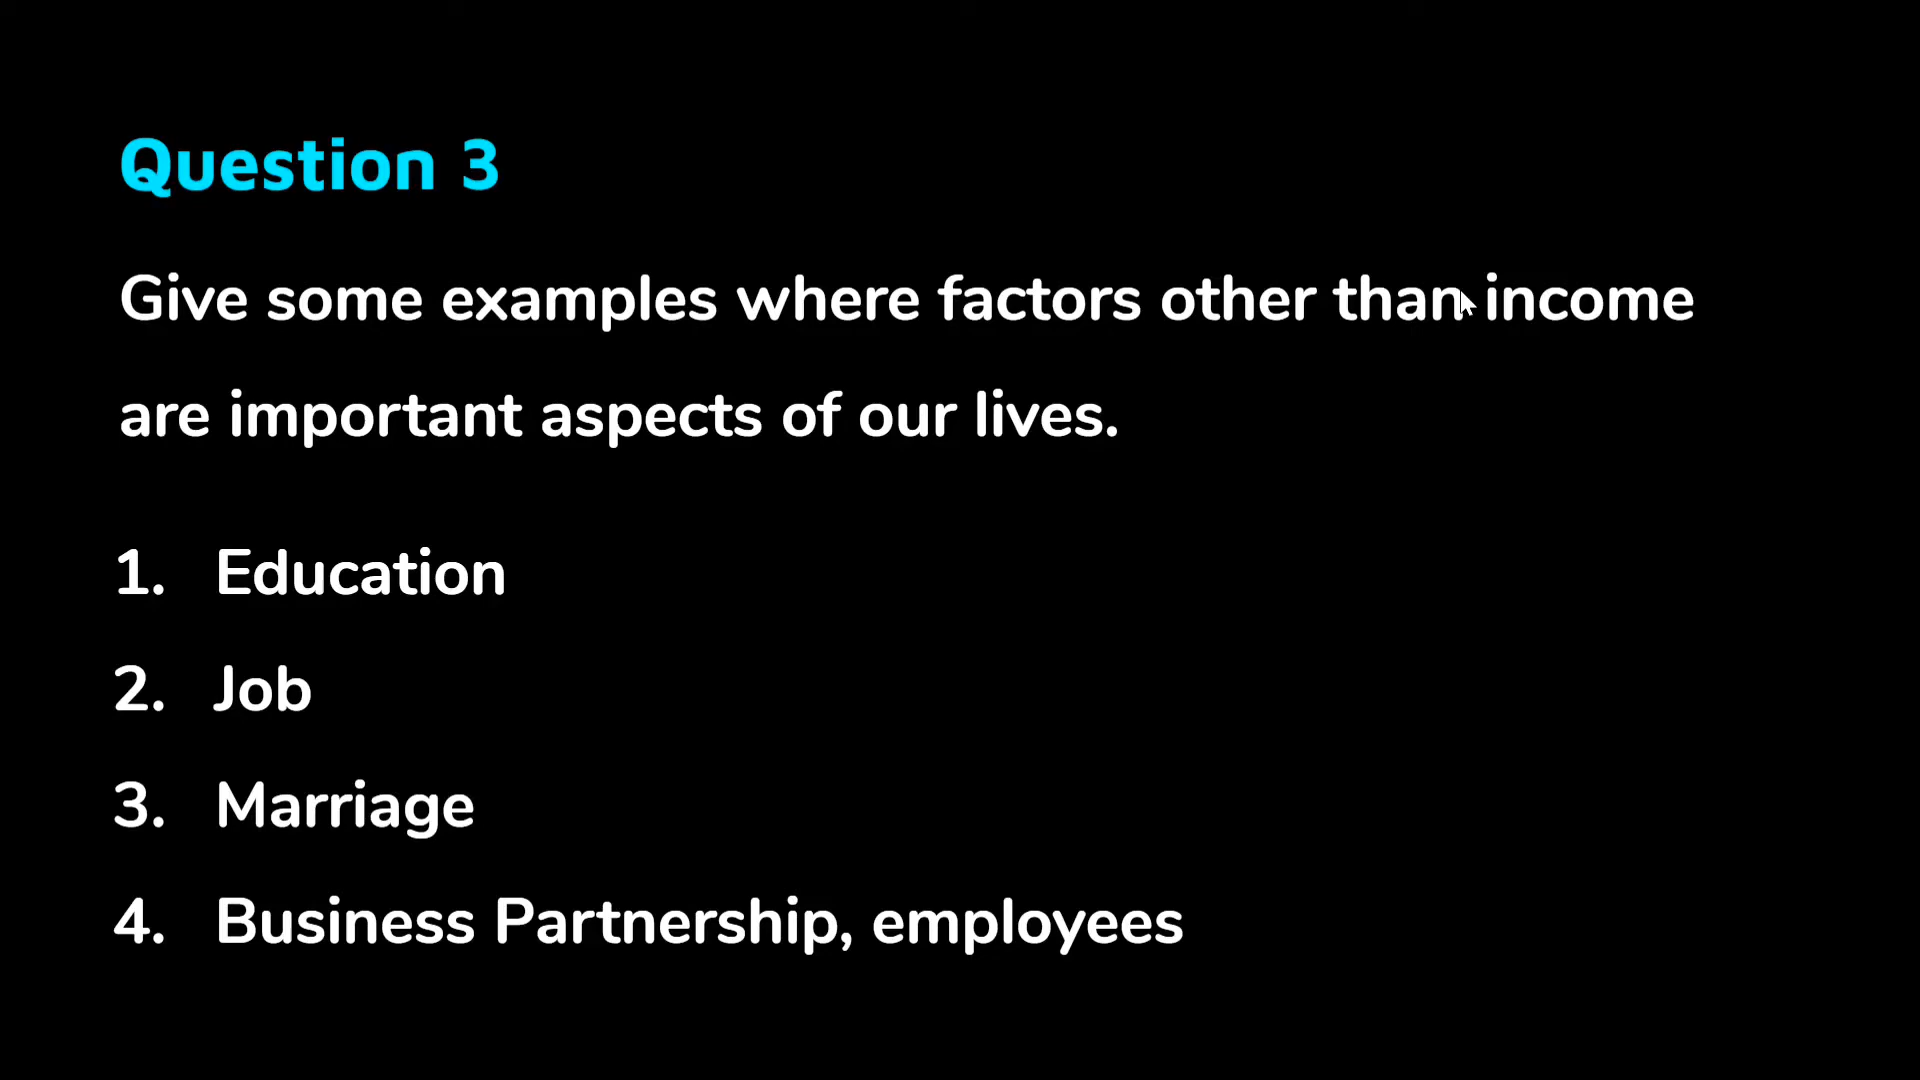 Question 3
Give some examples where factors other than income
are important aspects of our lives.
1. Education
2. Job
3. Marriage
4. Business Partnership, employees